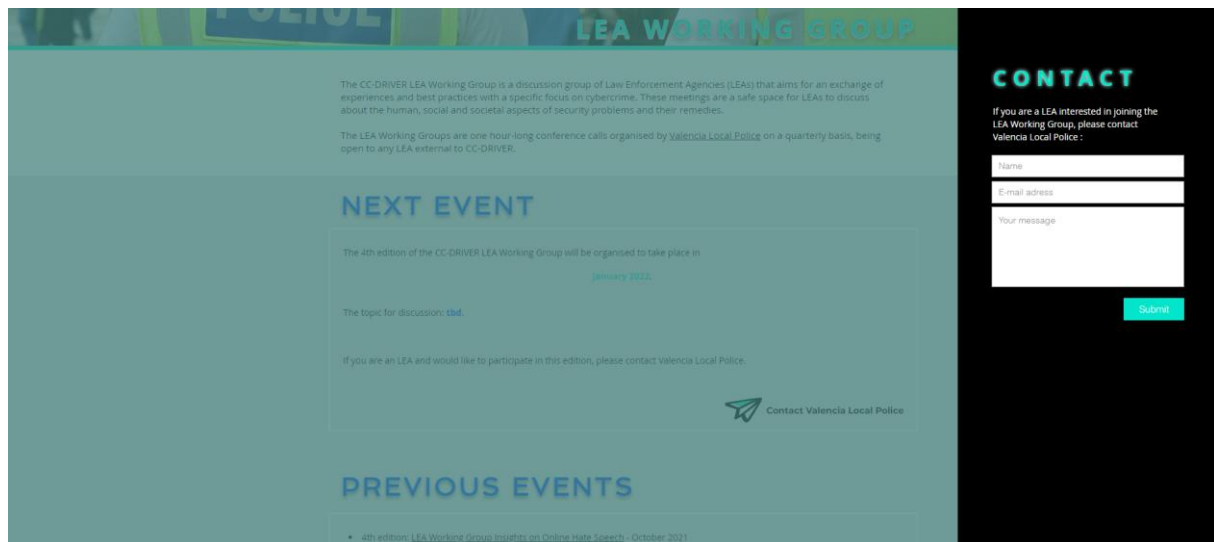 POLICE
LEA WORKING GROUP
The CC-DRIVER LEA Working Group is a discussion group of Law Enforcement Agencies (LEAs) that aims for an exchange of
experiences and best practices with a specific focus on cybercrime. These meetings are a safe space for LEAs to discuss
about the human, social and societal aspects of security problems and their remedies.
The LEA Working Groups are one hour-long conference calls organised by Valencia Local Police on a quarterly basis, being
open to any LEA external to CC-DRIVER.
NEXT EVENT
The 4th edition of the CC-DRIVER LEA Working Group will be organised to take place in
January 2022.
The topic for discussion: tbd.
If you are an LEA and would like to participate in this edition, please contact Valencia Local Police.
Contact Valencia Local Police
PREVIOUS EVENTS
• 4th edition: LEA Working Group Insights on Online Hate Speech - October 2021
CONTACT
If you are a LEA interested in joining the
LEA Working Group, please contact
Valencia Local Police :
Name
E-mail adress
Your message
Submit